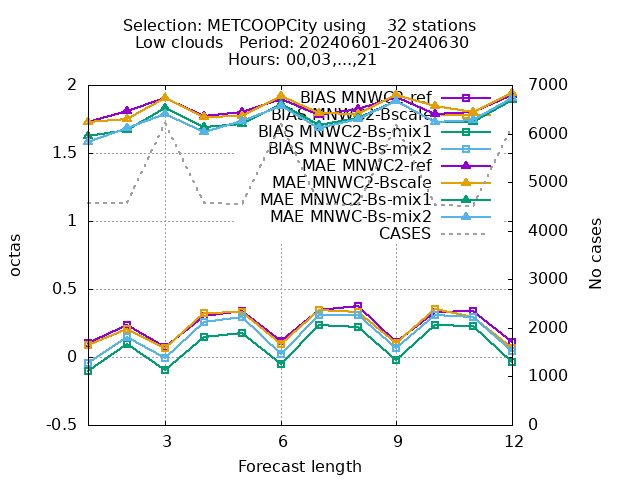 Selection: METCOOPCity using 32 stations
Low clouds Period: 20240601-20240630
Hours: 00,03,...,21
2
1.5
1
0.5
0
-0.5
octas
7000
6000
5000
4000
3000
2000
1000
0
No cases
BIAS MNWC2-ref
BIAS MNWC2-Bscale
BIAS MNWC2-Bs-mix1
BIAS MNWC-Bs-mix2
MAE MNWC2-ref
MAE MNWC2-Bscale
MAE MNWC2-Bs-mix1
MAE MNWC-Bs-mix2
CASES
3 6 9 12
Forecast length